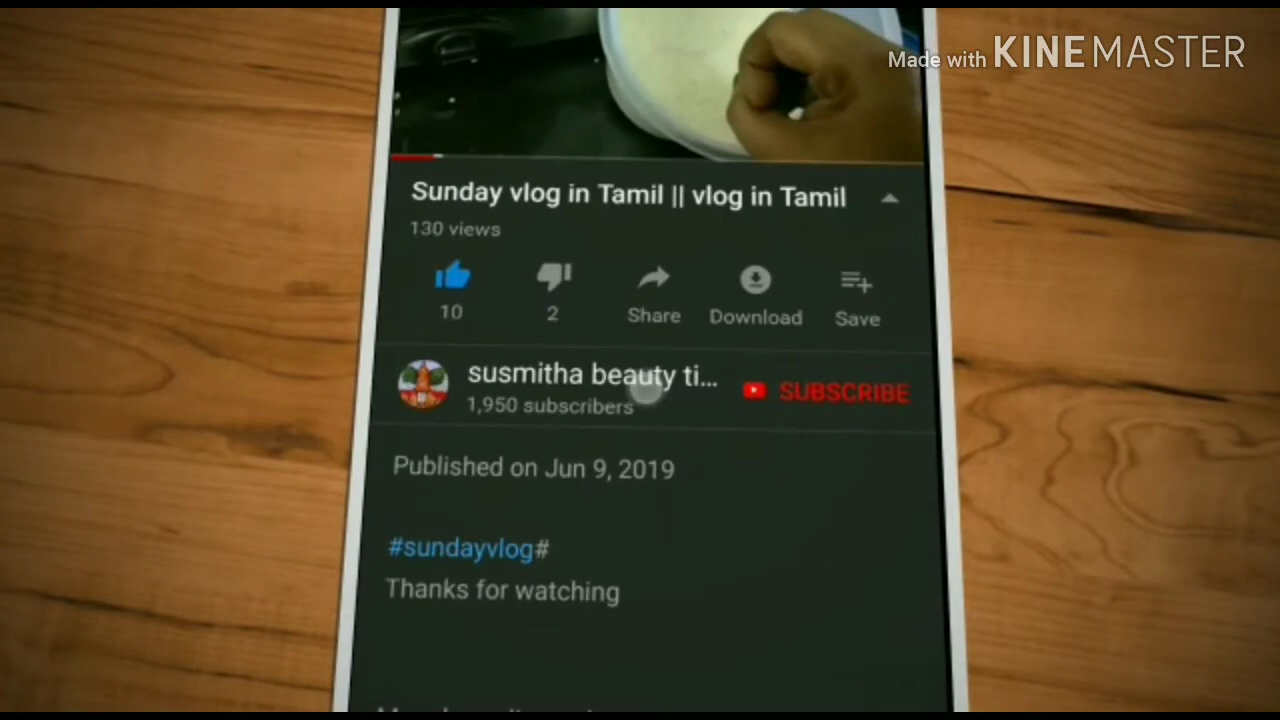 Made with KINEMASTER
Sunday vlog in Tamil || vlog in Tamil
130 views
10
2
Share
Download
Save
susmitha beauty ti...
SUBSCRIBE
1,950 subscribers
Published on Jun 9, 2019
#sundayvlog#
Thanks for watching